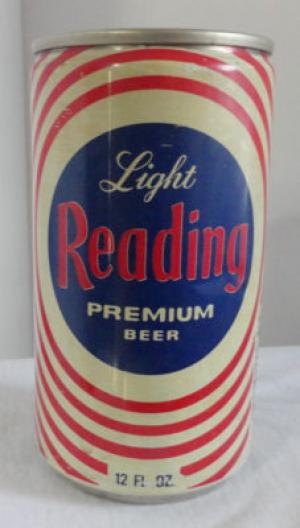 Light
Reading
PREMIUM
BEER
12 FL. OZ.